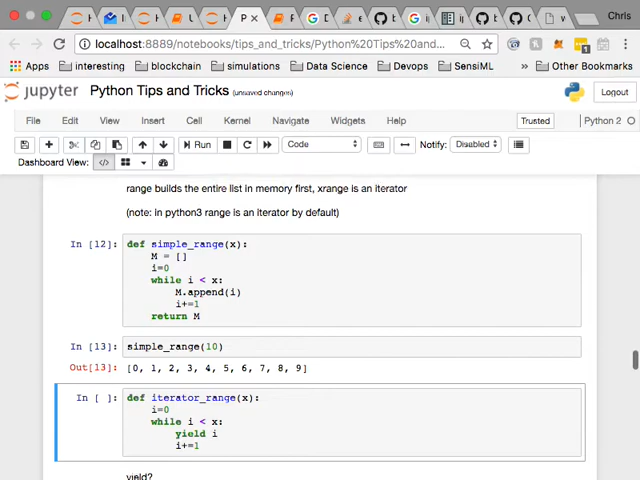 Chris
localhost:8889/notebooks/tips_and_tricks/Python%20Tips%20and...
Apps interesting blockchain simulations Data Science Devops SensiML » Other Bookmarks
jupyter Python Tips and Tricks (unsaved changes) Logout
File Edit View Insert Cell Kernel Navigate Widgets Help Trusted Python 2
Run Code Notify: Disabled
Dashboard View:
range builds the entire list in memory first, xrange is an iterator
(note: in python3 range is an iterator by default)
In [12]: def simple_range(x):
M = []
i=0
while i < x:
M.append(i)
i+=1
return M
In [13]: simple_range(10)
Out[13]: [0, 1, 2, 3, 4, 5, 6, 7, 8, 9]
In [ ]: def iterator_range(x):
i=0
while i < x:
yield i
i+=1
yield?